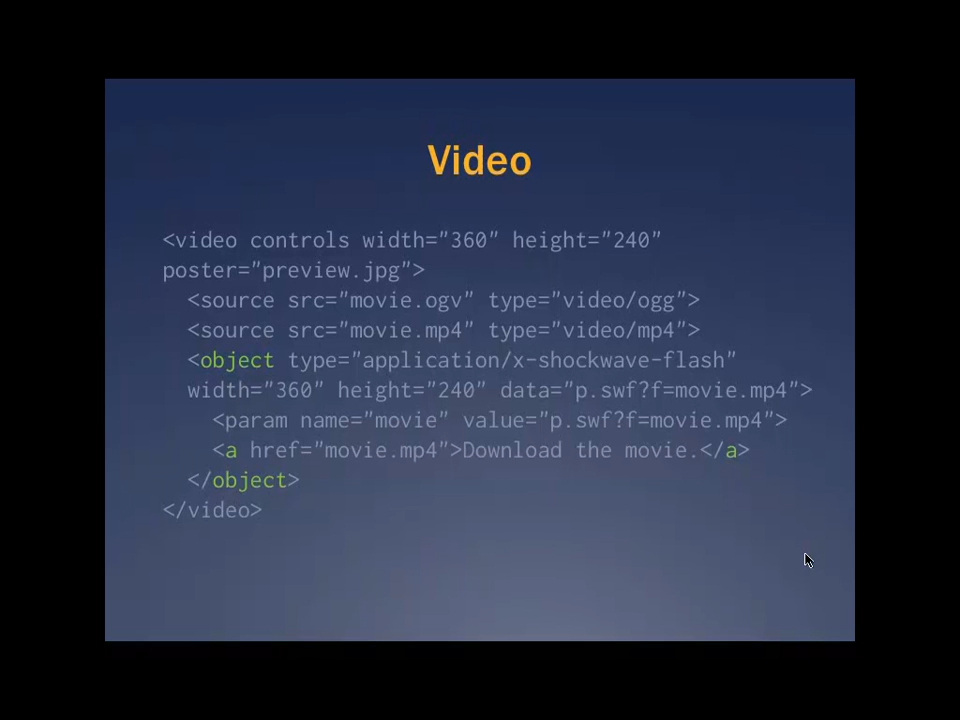 Video
<video controls width="360" height="240"
poster="preview.jpg">
<source src="movie.ogv" type="video/ogg">
<source src="movie.mp4" type="video/mp4">
<object type="application/x-shockwave-flash"
width="360" height="240" data="p.swf?f=movie.mp4">
<param name="movie" value="p.swf?f=movie.mp4">
<a href="movie.mp4">Download the movie.</a>
</object>
</video>